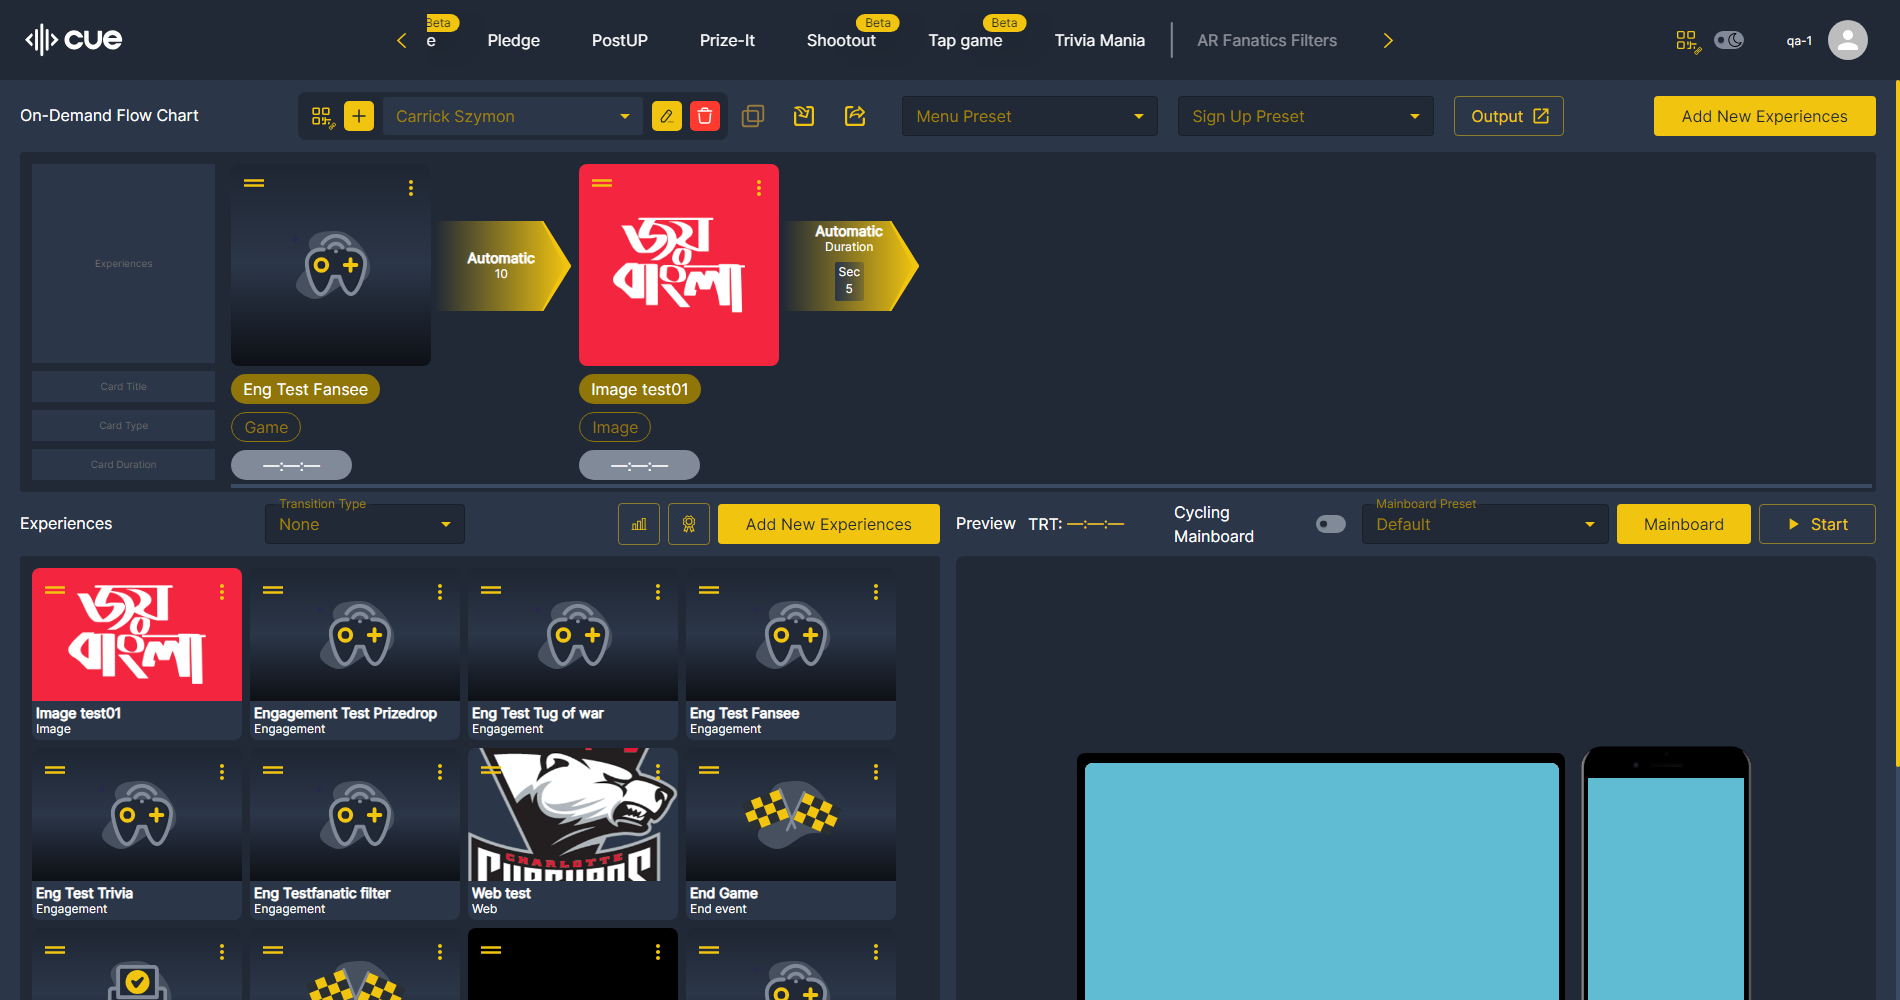 cue
e
Beta
Pledge
PostUP
Prize-It
Shootout
Beta
Tap game
Beta
Trivia Mania
AR Fanatics Filters
qa-1
On-Demand Flow Chart
Carrick Szymon
Menu Preset
Sign Up Preset
Output
Add New Experiences
Experiences
Card Title
Card Type
Card Duration
Eng Test Fansee
Game
—:—:—
Automatic
10
জয়
বাংলা
Image test01
Image
—:—:—
Automatic
Duration
Sec
5
Experiences
Transition Type
None
Add New Experiences
Preview
TRT: —:—:—
Cycling
Mainboard
Mainboard Preset
Default
Mainboard
Start
জয়
বাংলা
Image test01
Image
Engagement Test Prizedrop
Engagement
Eng Test Tug of war
Engagement
Eng Test Fansee
Engagement
Eng Test Trivia
Engagement
Eng Testfanatic filter
Engagement
CHARLOTTE
Web test
Web
End Game
End event